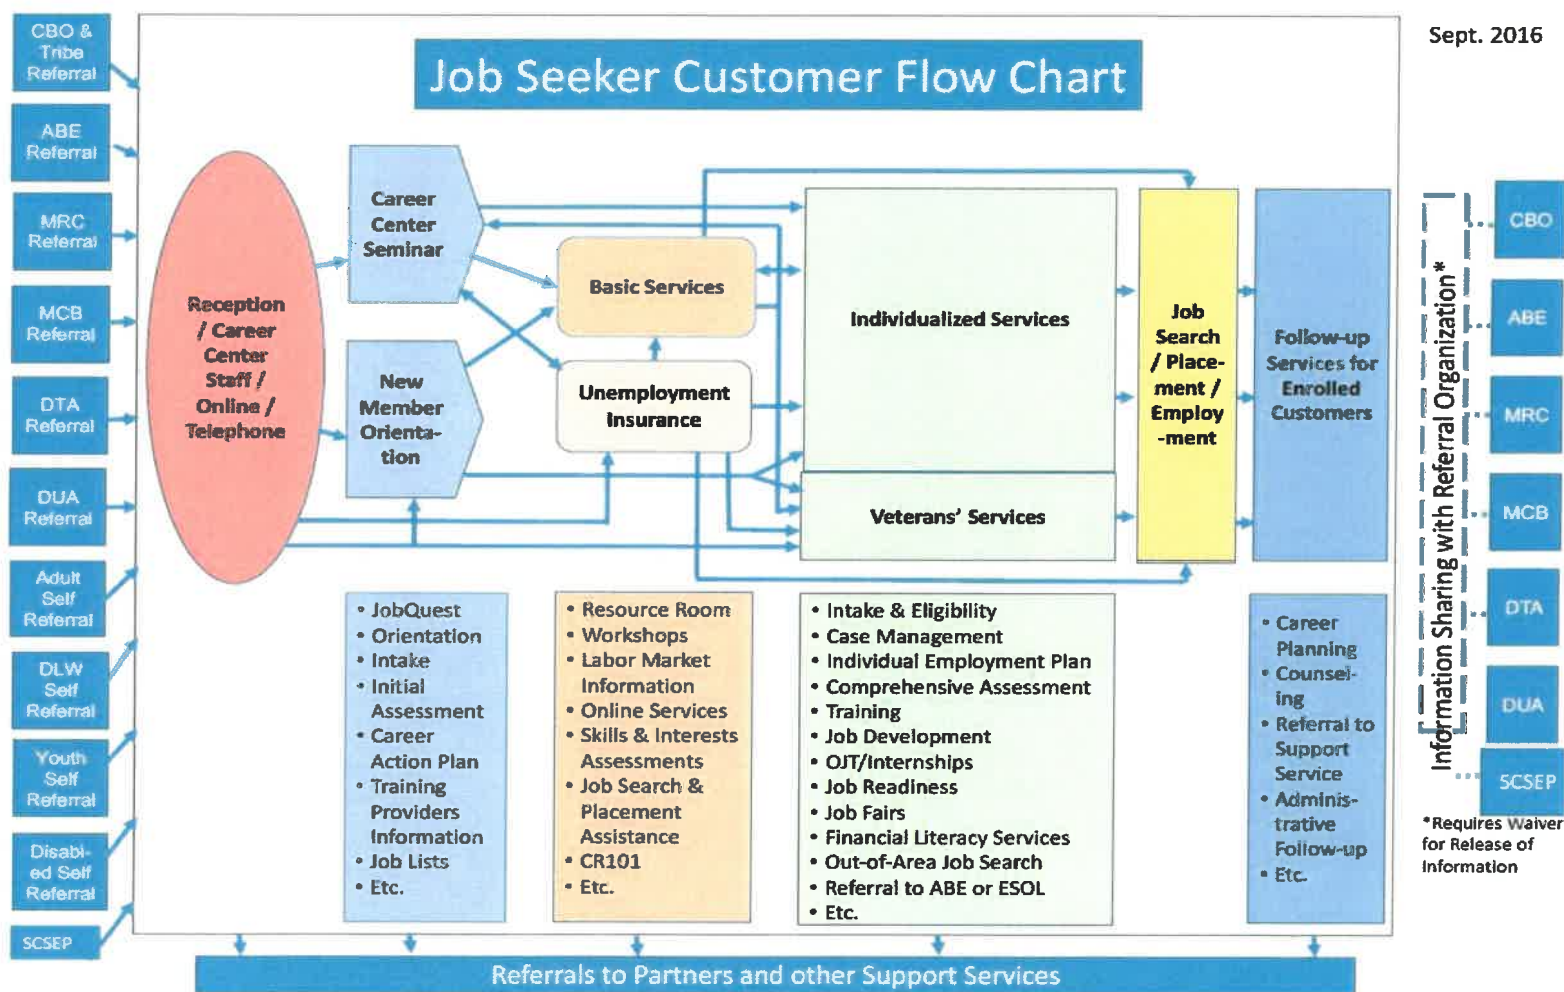 CBO &
Tribe
Referral
ABE
Referral
MRC
Referral
MCB
Referral
DTA
Referral
DUA
Referral
Adult
Self
Referral
DLW
Self
Referral
Youth
Self
Referral
Disabl-
ed Self
Referral
SCSEP
Job Seeker Customer Flow Chart
Sept. 2016
Reception
/ Career
Center
Staff /
Online /
Telephone
Career
Center
Seminar
New
Member
Orienta-
tion
Basic Services
Unemployment
Insurance
Individualized Services
Veterans' Services
Job
Search
/ Place-
ment /
Employ
-ment
Follow-up
Services for
Enrolled
Customers
• JobQuest
• Orientation
• Intake
• Initial
Assessment
• Career
Action Plan
• Training
Providers
Information
• Job Lists
• Etc.
• Resource Room
• Workshops
• Labor Market
Information
• Online Services
• Skills & Interests
Assessments
• Job Search &
Placement
Assistance
• CR101
• Etc.
• Intake & Eligibility
• Case Management
• Individual Employment Plan
• Comprehensive Assessment
• Training
• Job Development
• OJT/Internships
• Job Readiness
• Job Fairs
• Financial Literacy Services
• Out-of-Area Job Search
• Referral to ABE or ESOL
• Etc.
• Career
Planning
• Counsel-
ing
• Referral to
Support
Service
• Adminis-
trative
Follow-up
• Etc.
Information Sharing with Referral Organization*
CBO
ABE
MRC
MCB
DTA
DUA
SCSEP
*Requires Waiver
for Release of
Information
Referrals to Partners and other Support Services